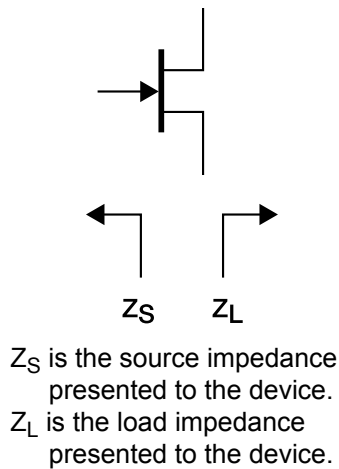 ZS ZL
ZS is the source impedance
presented to the device.
ZL is the load impedance
presented to the device.